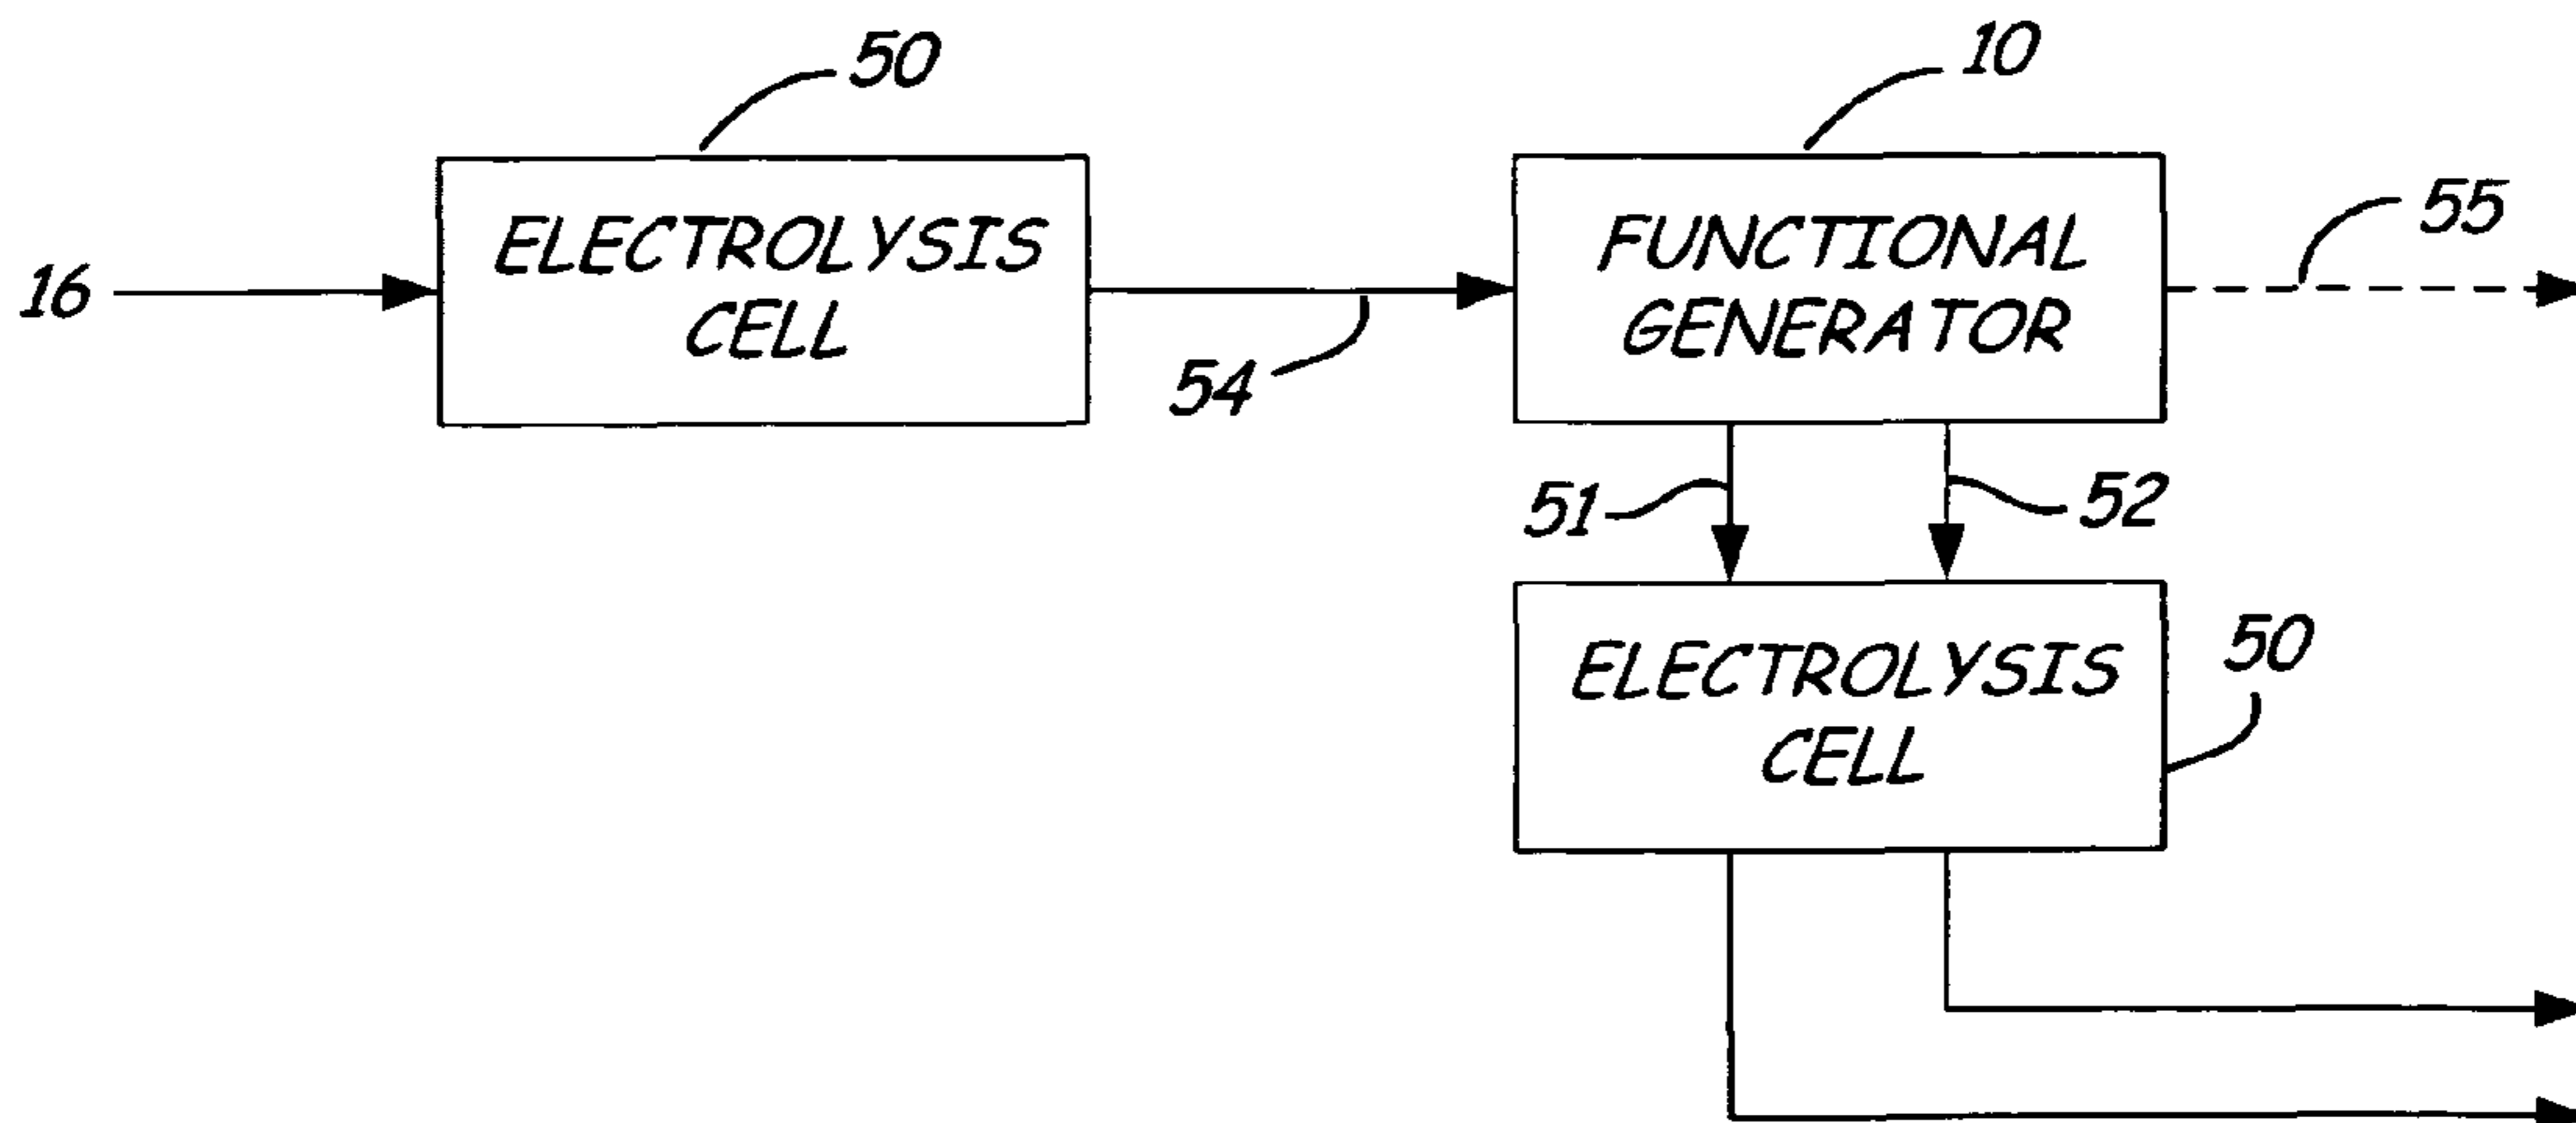 50
10
ELECTROLYSIS
CELL
FUNCTIONAL
GENERATOR
55
16
54
51
52
ELECTROLYSIS
CELL
50